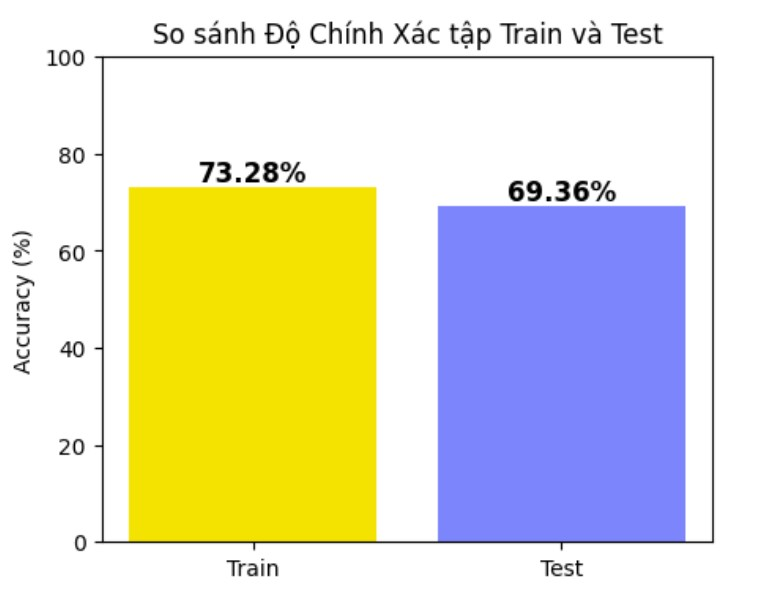 So sánh Độ Chính Xác tập Train và Test
100
80
60
40
20
0
Accuracy (%)
73.28%
69.36%
Train
Test